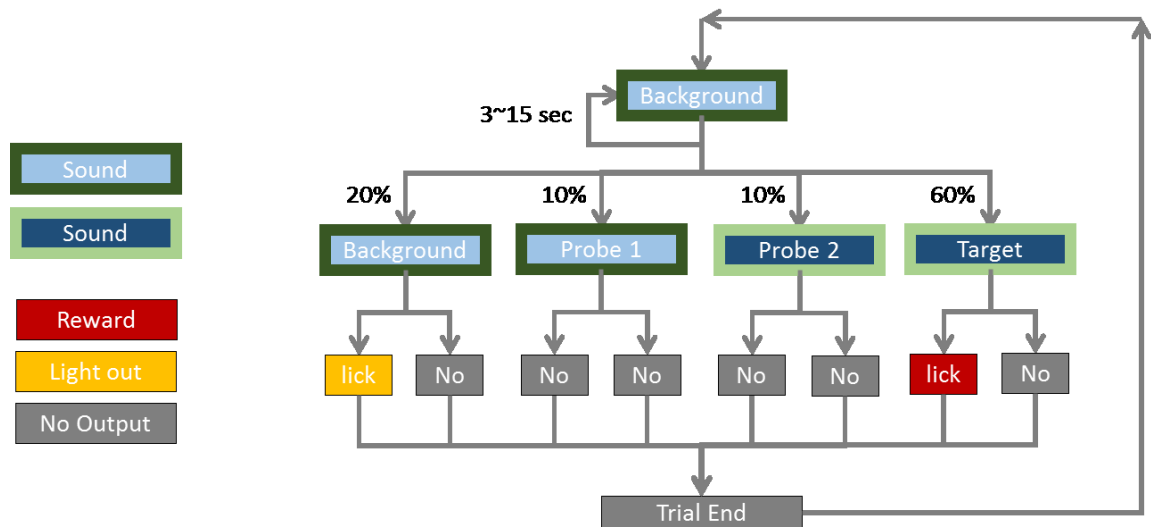 Background
3~15 sec
Sound
Sound
20%
10%
10%
60%
Background
Probe 1
Probe 2
Target
Reward
Light out
No Output
lick
No
No
No
No
No
lick
No
Trial End